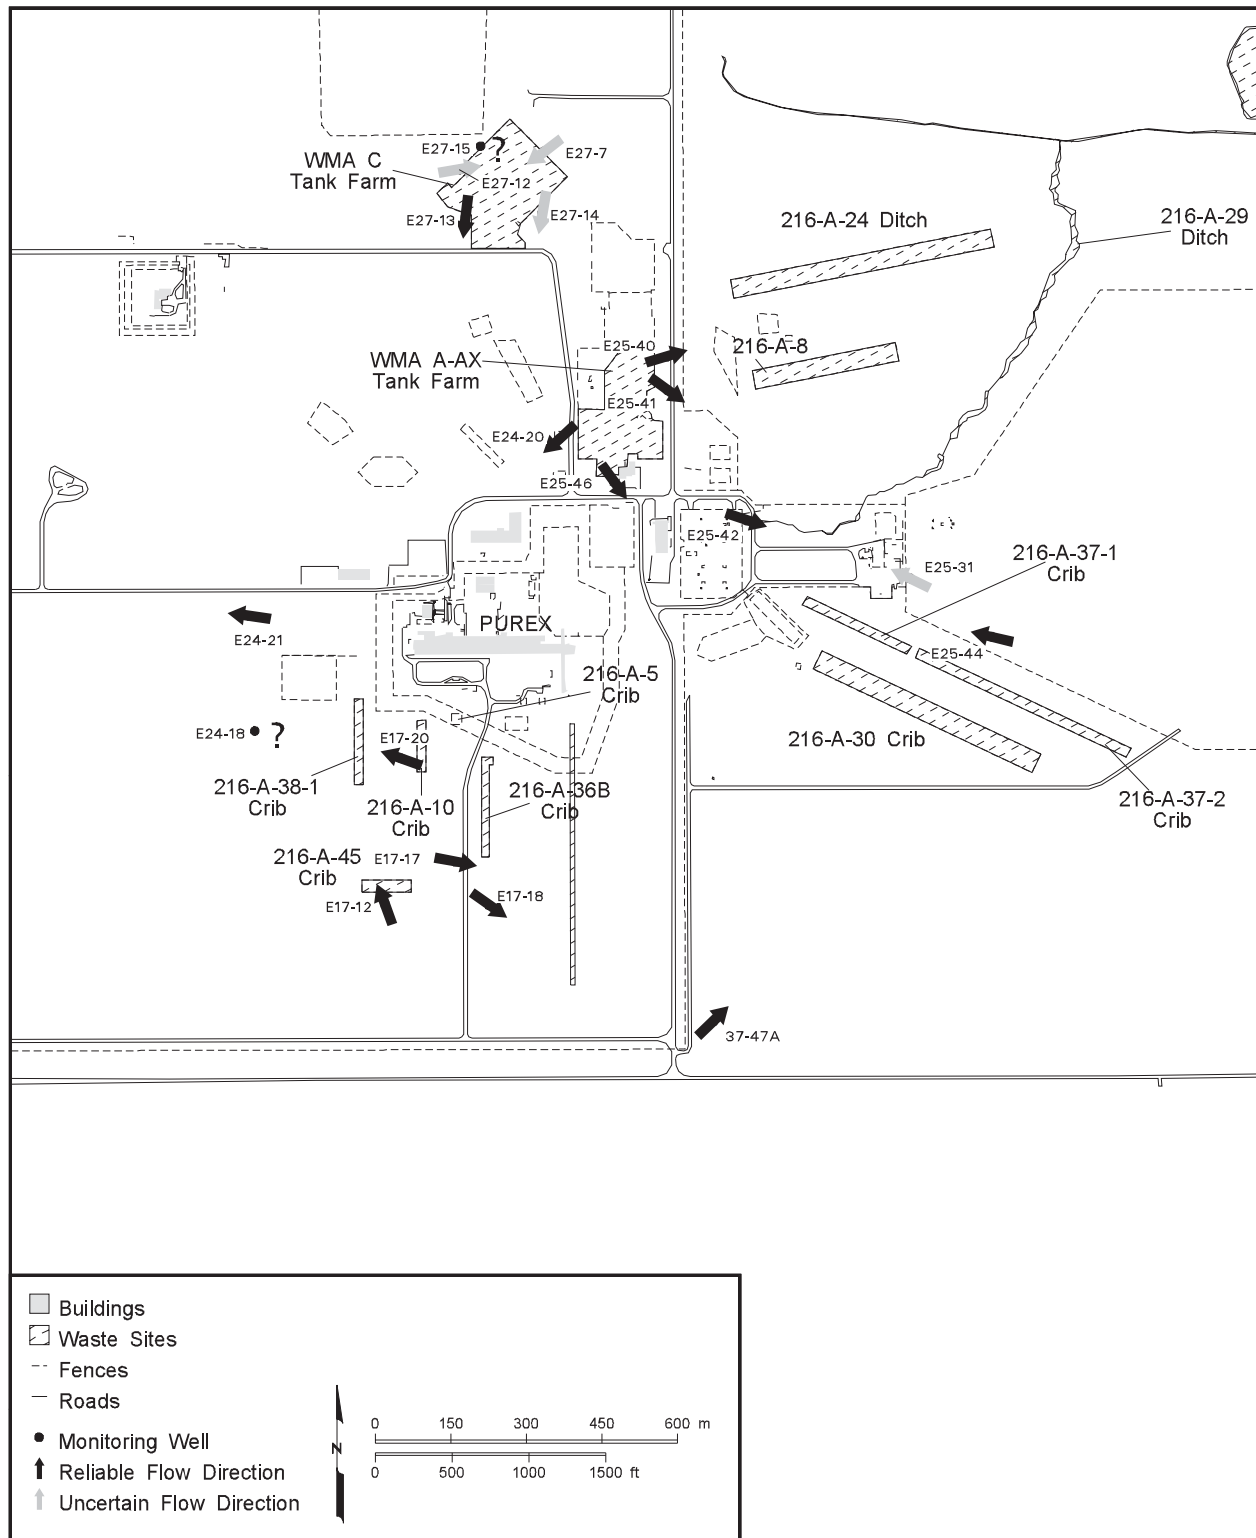 E27-15
?
E27-7
WMA C
Tank Farm
E27-12
E27-13
E27-14
216-A-24 Ditch
216-A-29
Ditch
E25-40
216-A-8
WMA A-AX
Tank Farm
E25-41
E24-20
E25-46
E25-42
216-A-37-1
Crib
E25-31
E24-21
PUREX
E25-44
216-A-5
Crib
E24-18
?
E17-20
216-A-30 Crib
216-A-38-1
Crib
216-A-10
Crib
216-A-36B
Crib
216-A-37-2
Crib
216-A-45
Crib
E17-17
E17-18
E17-12
37-47A
Buildings
Waste Sites
Fences
Roads
Monitoring Well
Reliable Flow Direction
Uncertain Flow Direction
N
0 150 300 450 600 m
0 500 1000 1500 ft